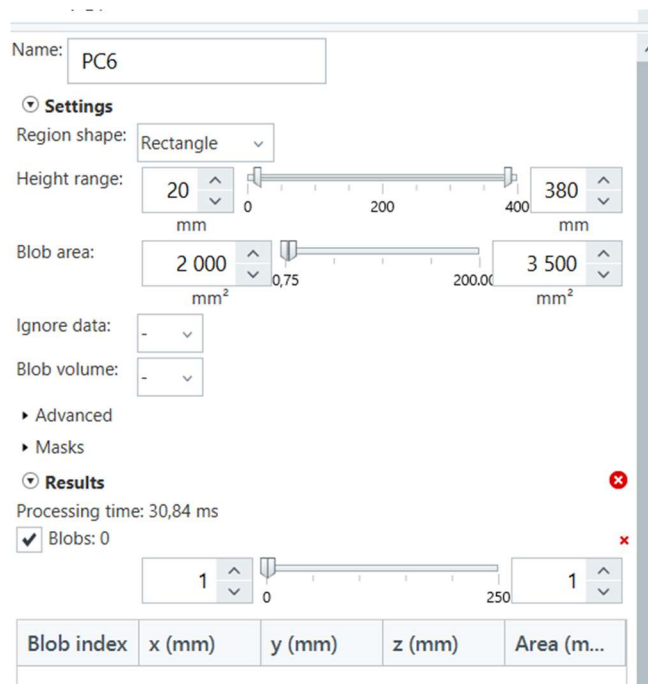 Name: PC6
Settings
Region shape: Rectangle
Height range: 20 380
0 200 400
mm mm
Blob area: 2 000 3 500
0,75 200.00
mm² mm²
Ignore data: -
Blob volume: -
Advanced
Masks
Results
Processing time: 30,84 ms
Blobs: 0
1 1
0 250
Blob index x (mm) y (mm) z (mm) Area (m...